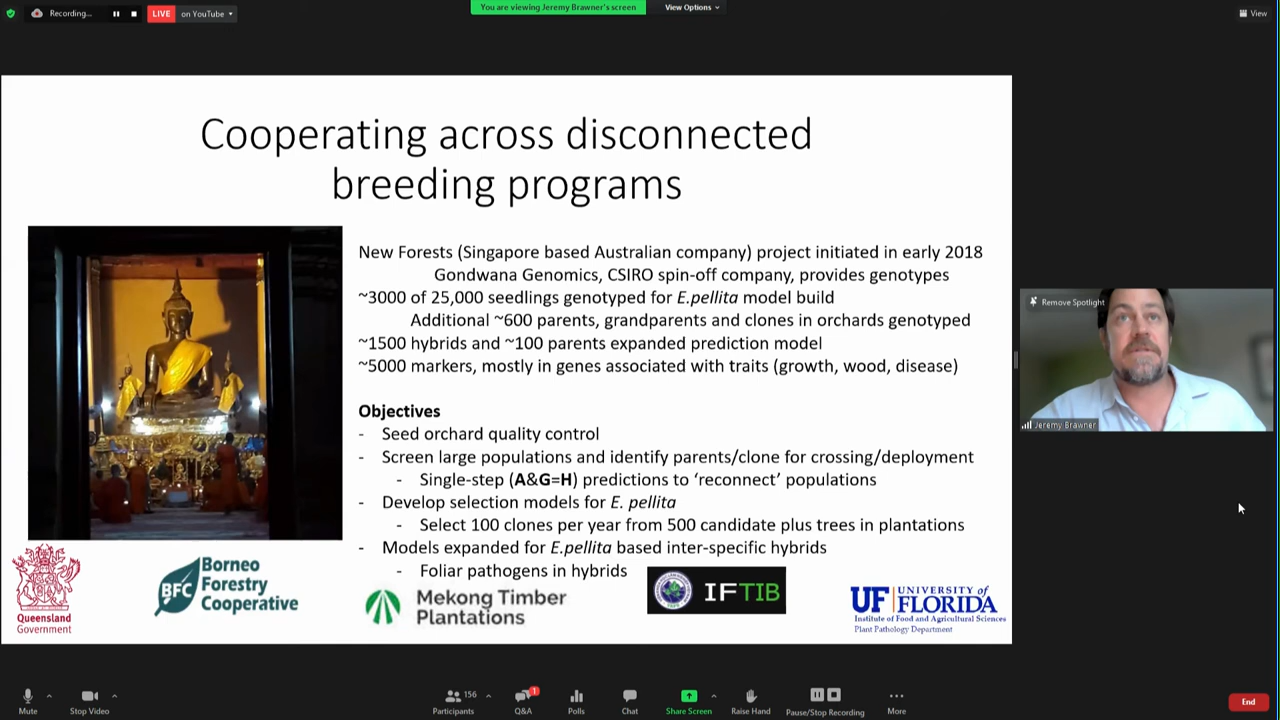 Recording...
LIVE
on YouTube
You are viewing Jeremy Brawner's screen
View Options
View
Cooperating across disconnected
breeding programs
New Forests (Singapore based Australian company) project initiated in early 2018
Gondwana Genomics, CSIRO spin-off company, provides genotypes
~3000 of 25,000 seedlings genotyped for E.pellita model build
Additional ~600 parents, grandparents and clones in orchards genotyped
~1500 hybrids and ~100 parents expanded prediction model
~5000 markers, mostly in genes associated with traits (growth, wood, disease)
Objectives
- Seed orchard quality control
- Screen large populations and identify parents/clone for crossing/deployment
- Single-step (A&G=H) predictions to ‘reconnect’ populations
- Develop selection models for E. pellita
- Select 100 clones per year from 500 candidate plus trees in plantations
- Models expanded for E.pellita based inter-specific hybrids
- Foliar pathogens in hybrids
Queensland
Government
BFC
Borneo
Forestry
Cooperative
Mekong Timber
Plantations
IFTIB
UF UNIVERSITY of
FLORIDA
Institute of Food and Agricultural Sciences
Plant Pathology Department
Remove Spotlight
Jeremy Brawner
Mute
Stop Video
156
Participants
1
Q&A
Polls
Chat
Share Screen
Raise Hand
Pause/Stop Recording
More
End